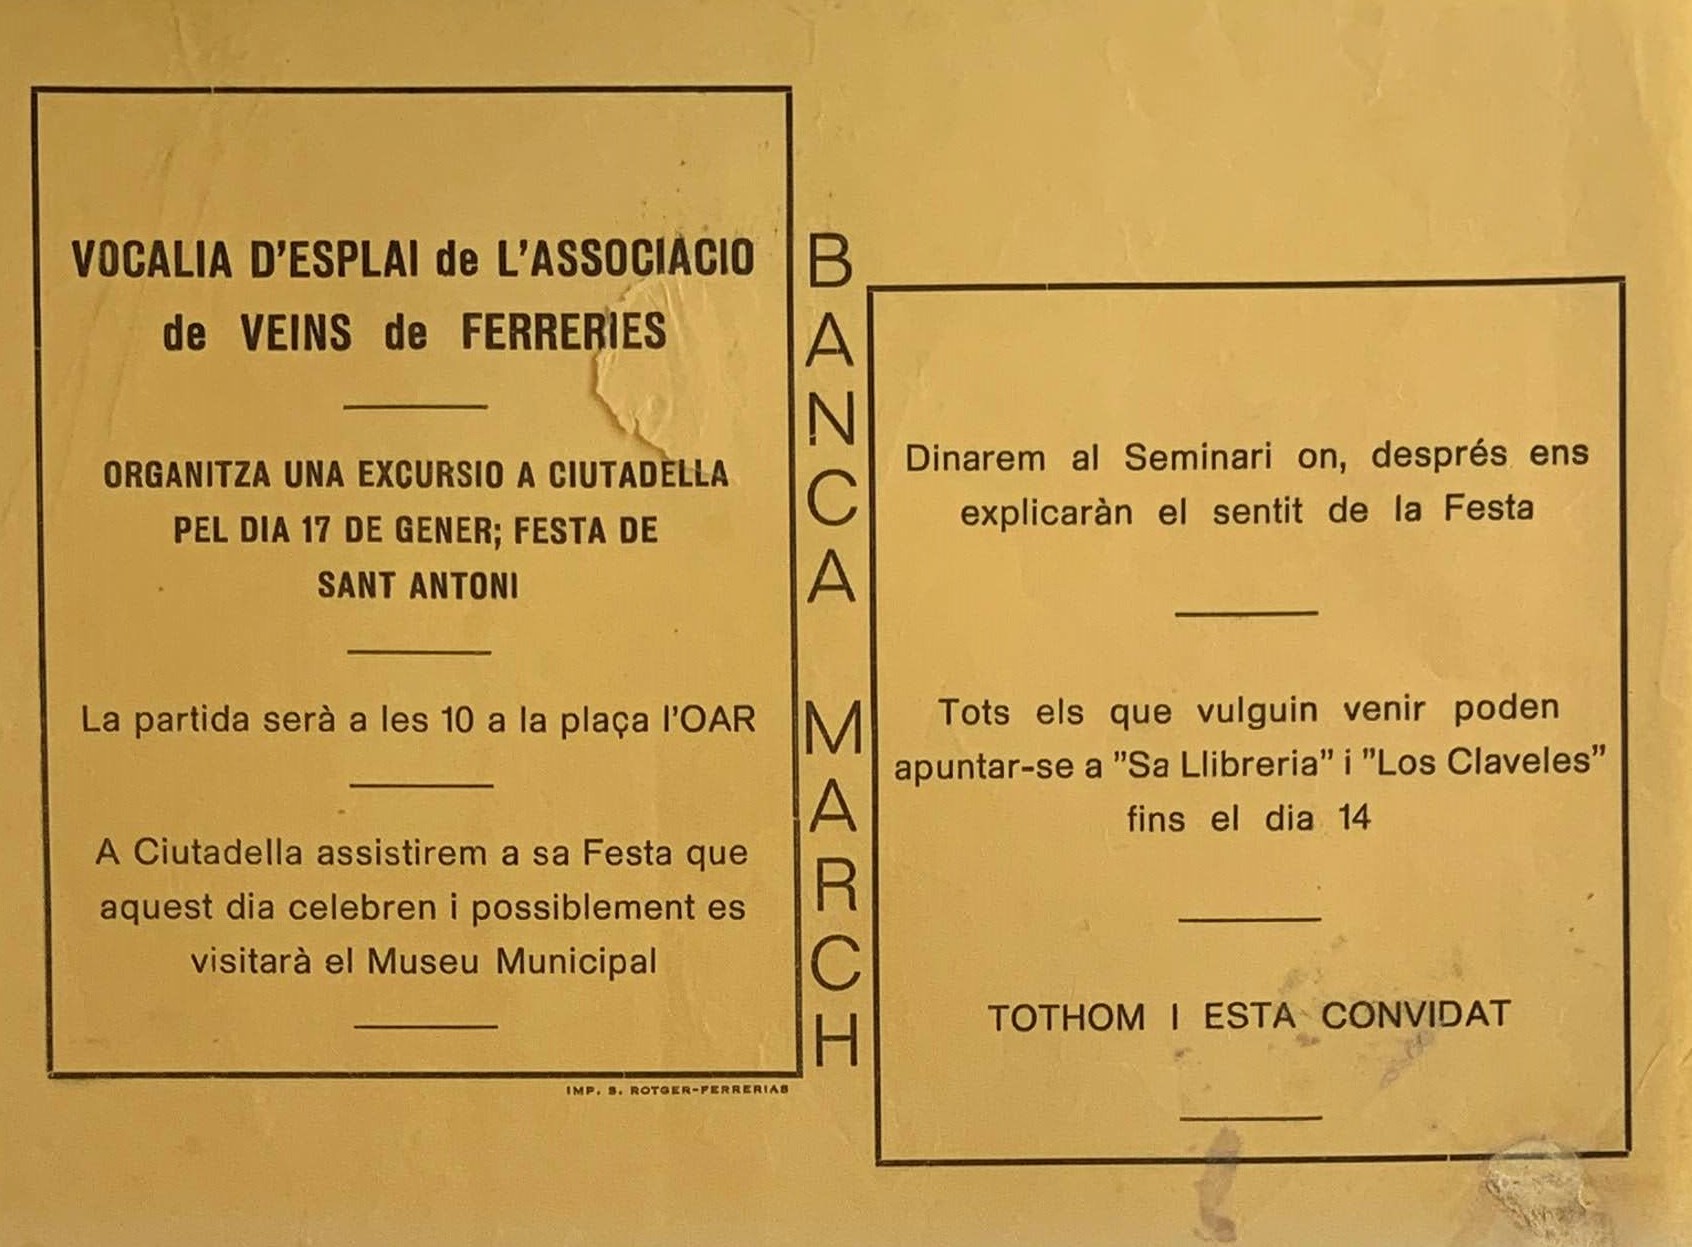 VOCALIA D'ESPLAI de L'ASSOCIACIO
de VEINS de FERRERIES
ORGANITZA UNA EXCURSIO A CIUTADELLA
PEL DIA 17 DE GENER; FESTA DE
SANT ANTONI
La partida serà a les 10 a la plaça l'OAR
A Ciutadella assistirem a sa Festa que
aquest dia celebren i possiblement es
visitarà el Museu Municipal
IMP. S. ROTGER-FERRERIAS
BANCA MARCH
Dinarem al Seminari on, després ens
explicaràn el sentit de la Festa
Tots els que vulguin venir poden
apuntar-se a "Sa Llibreria" i "Los Claveles"
fins el dia 14
TOTHOM I ESTA CONVIDAT